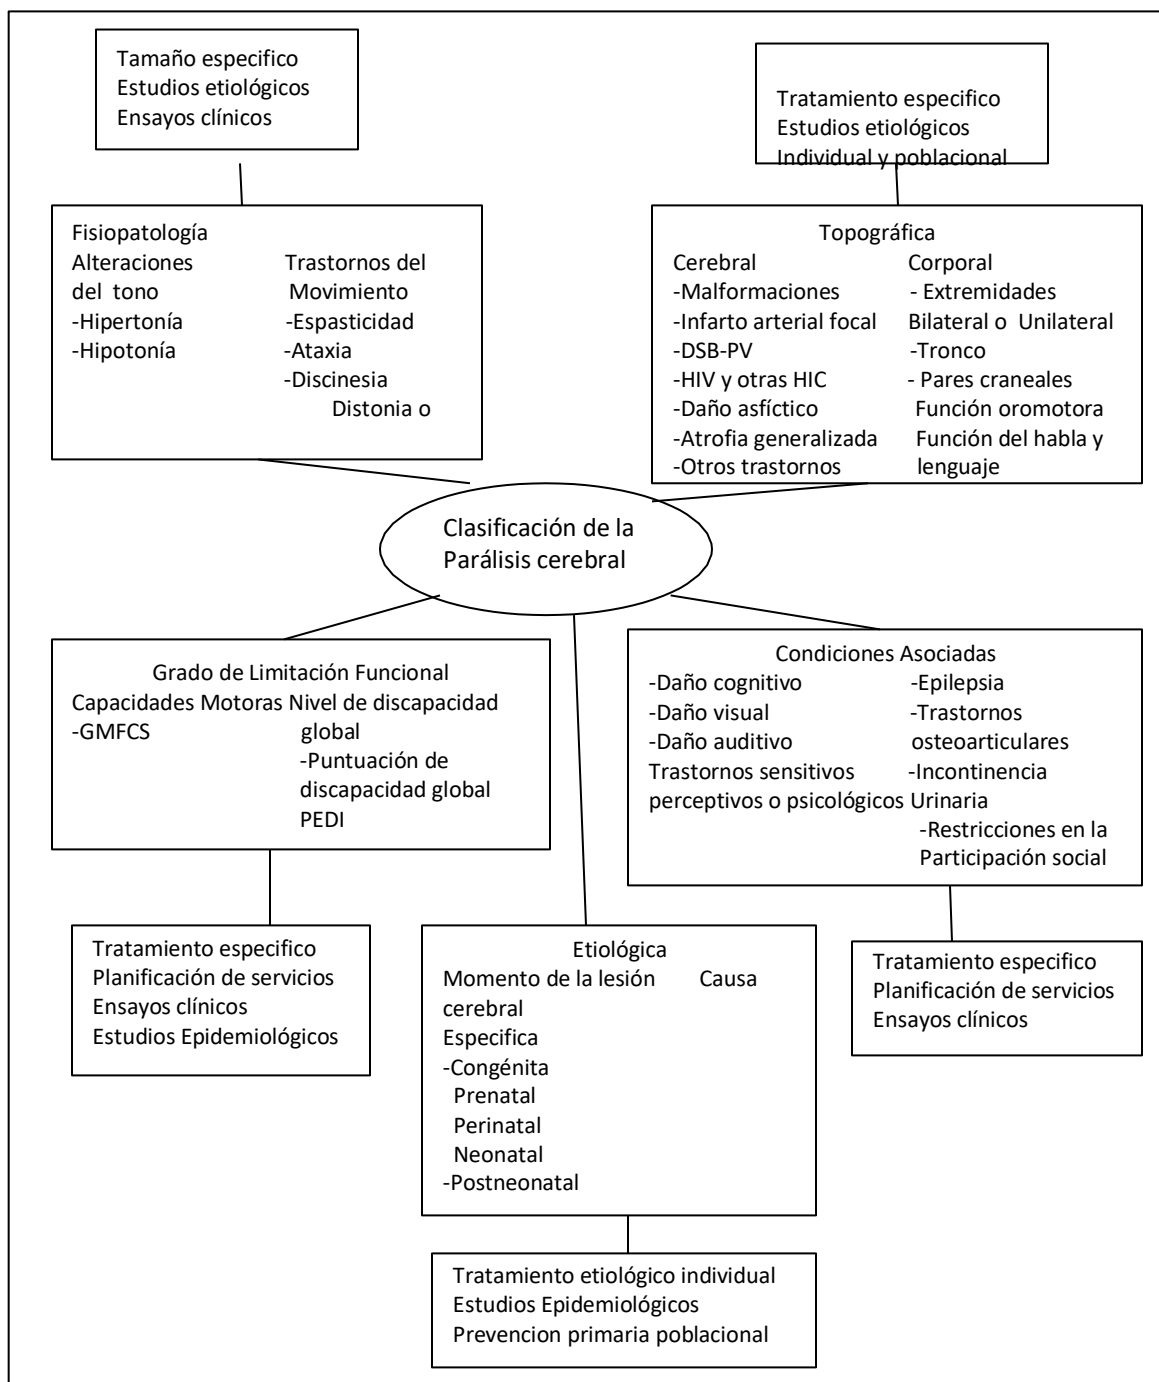 Tamaño especifico
Estudios etiológicos
Ensayos clínicos
Tratamiento especifico
Estudios etiológicos
Individual y poblacional
Fisiopatología
Alteraciones
del tono
-Hipertonía
-Hipotonía
Trastornos del
Movimiento
-Espasticidad
-Ataxia
-Discinesia
Distonia o
Topográfica
Cerebral
-Malformaciones
-Infarto arterial focal
-DSB-PV
-HIV y otras HIC
-Daño asfíctico
-Atrofia generalizada
-Otros trastornos
Corporal
- Extremidades
Bilateral o Unilateral
-Tronco
- Pares craneales
Función oromotora
Función del habla y
lenguaje
Clasificación de la
Parálisis cerebral
Grado de Limitación Funcional
Capacidades Motoras Nivel de discapacidad
-GMFCS global
-Puntuación de
discapacidad global
PEDI
Condiciones Asociadas
-Daño cognitivo -Epilepsia
-Daño visual -Trastornos
-Daño auditivo osteoarticulares
Trastornos sensitivos -Incontinencia
perceptivos o psicológicos Urinaria
-Restricciones en la
Participación social
Tratamiento especifico
Planificación de servicios
Ensayos clínicos
Estudios Epidemiológicos
Etiológica
Momento de la lesión Causa
cerebral
Especifica
-Congénita
Prenatal
Perinatal
Neonatal
-Postneonatal
Tratamiento especifico
Planificación de servicios
Ensayos clínicos
Tratamiento etiológico individual
Estudios Epidemiológicos
Prevencion primaria poblacional